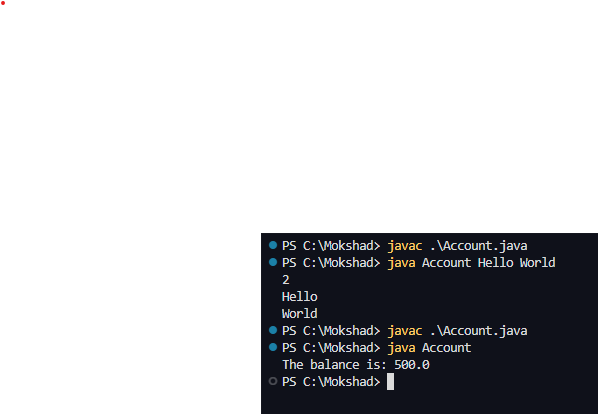 PS C:\Mokshad> javac .\Account.java
PS C:\Mokshad> java Account Hello World
2
Hello
World
PS C:\Mokshad> javac .\Account.java
PS C:\Mokshad> java Account
The balance is: 500.0
PS C:\Mokshad>